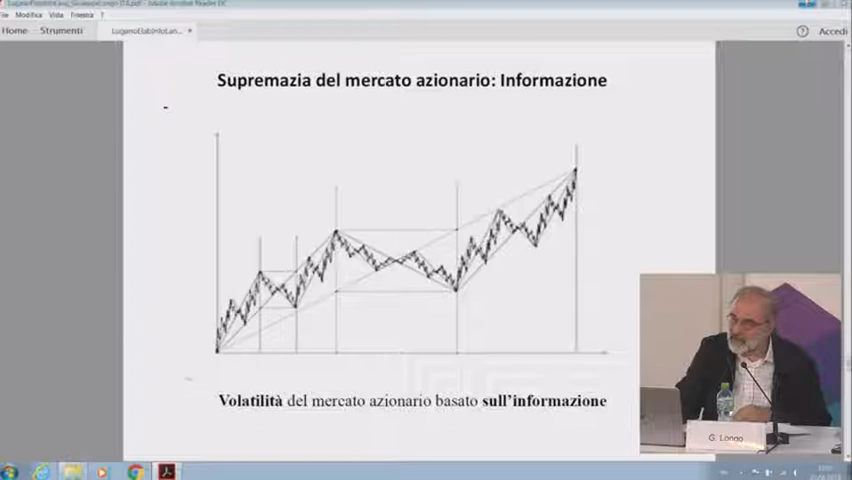 Modifica Vista Finestra ?
Home Strumenti
Accedi
Supremazia del mercato azionario: Informazione
Volatilità del mercato azionario basato sull'informazione
G. Longo